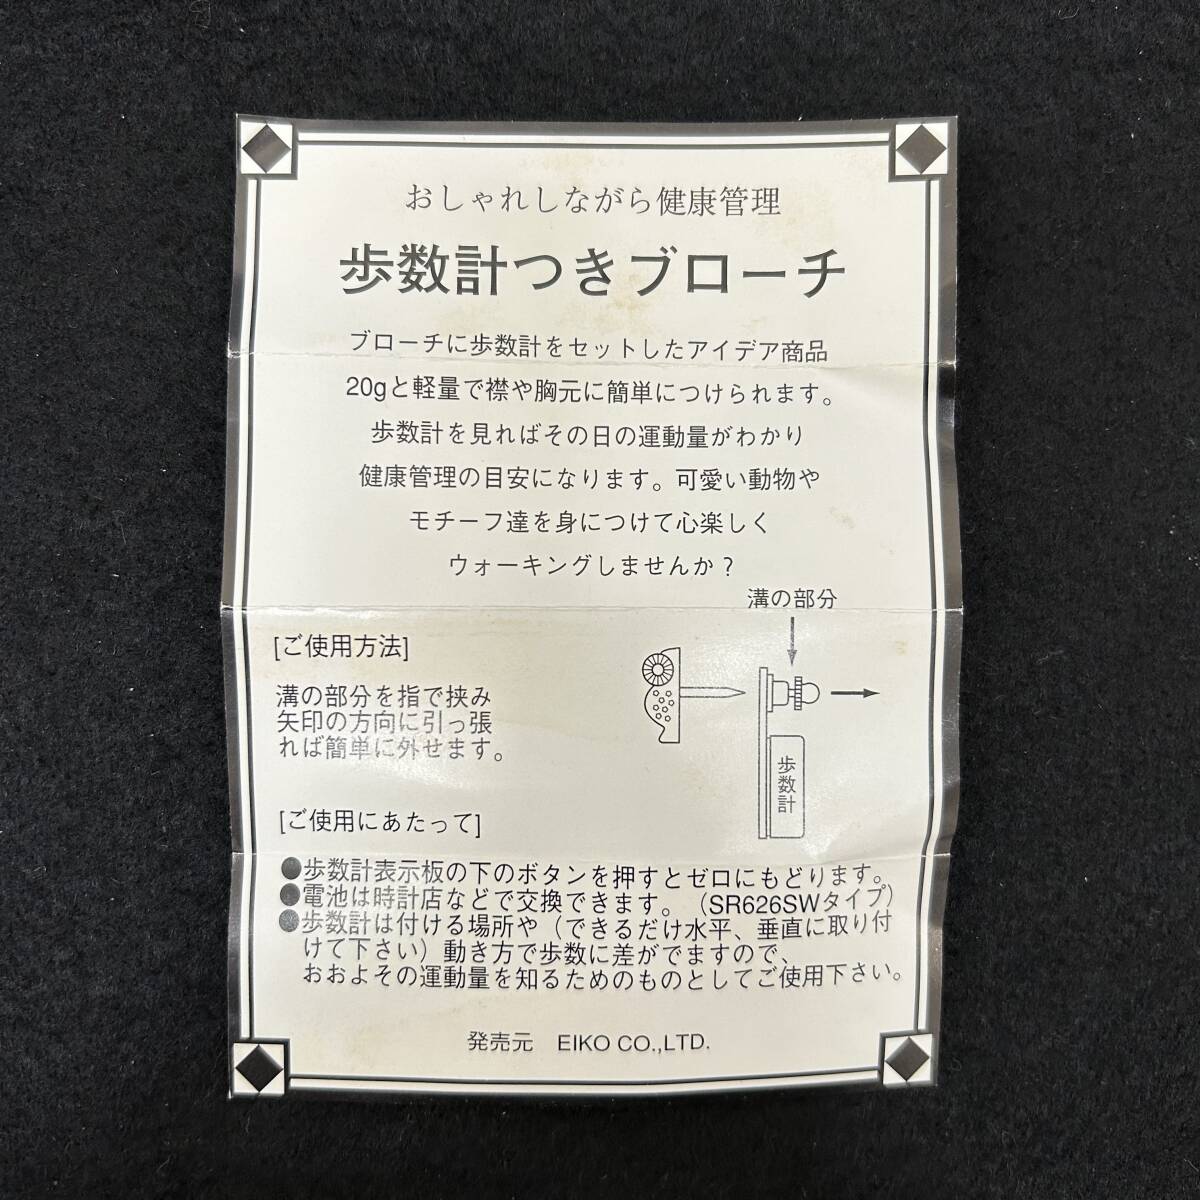 おしゃれしながら健康管理
歩数計つきブローチ
ブローチに歩数計をセットしたアイデア商品
20gと軽量で襟や胸元に簡単につけられます。
歩数計を見ればその日の運動量がわかり
健康管理の目安になります。可愛い動物や
モチーフ達を身につけて心楽しく
ウォーキングしませんか？
溝の部分
[ご使用方法]
溝の部分を指で挟み
矢印の方向に引っ張
れば簡単に外せます。
歩数計
[ご使用にあたって]
●歩数計表示板の下のボタンを押すとゼロにもどります。
●電池は時計店などで交換できます。（SR626SWタイプ）
●歩数計は付ける場所や（できるだけ水平、垂直に取り付
けて下さい）動き方で歩数に差がでますので、
おおよその運動量を知るためのものとしてご使用下さい。
発売元　EIKO CO.,LTD.